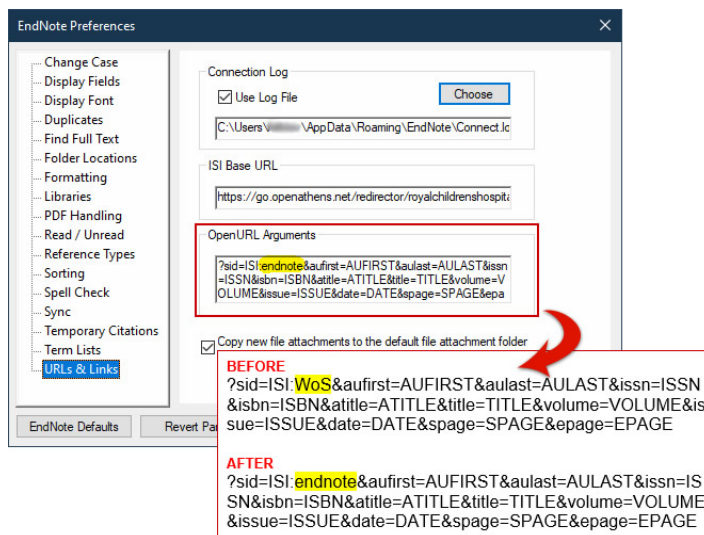 EndNote Preferences
Change Case
Display Fields
Display Font
Duplicates
Find Full Text
Folder Locations
Formatting
Libraries
PDF Handling
Read / Unread
Reference Types
Sorting
Spell Check
Sync
Temporary Citations
Term Lists
URLs & Links
Connection Log
Use Log File
Choose
C:\Users\ \AppData\Roaming\EndNote\Connect.lo
ISI Base URL
https://go.openathens.net/redirector/royalchildrenshospita
OpenURL Arguments
?sid=ISI:endnote&aufirst=AUFIRST&aulast=AULAST&issn
=ISSN&isbn=ISBN&atitle=ATITLE&title=TITLE&volume=V
OLUME&issue=ISSUE&date=DATE&spage=SPAGE&epa
Copy new file attachments to the default file attachment folder
EndNote Defaults
Revert Pan
BEFORE
?sid=ISI:WoS&aufirst=AUFIRST&aulast=AULAST&issn=ISSN
&isbn=ISBN&atitle=ATITLE&title=TITLE&volume=VOLUME&is
sue=ISSUE&date=DATE&spage=SPAGE&epage=EPAGE
AFTER
?sid=ISI:endnote&aufirst=AUFIRST&aulast=AULAST&issn=IS
SN&isbn=ISBN&atitle=ATITLE&title=TITLE&volume=VOLUME
&issue=ISSUE&date=DATE&spage=SPAGE&epage=EPAGE